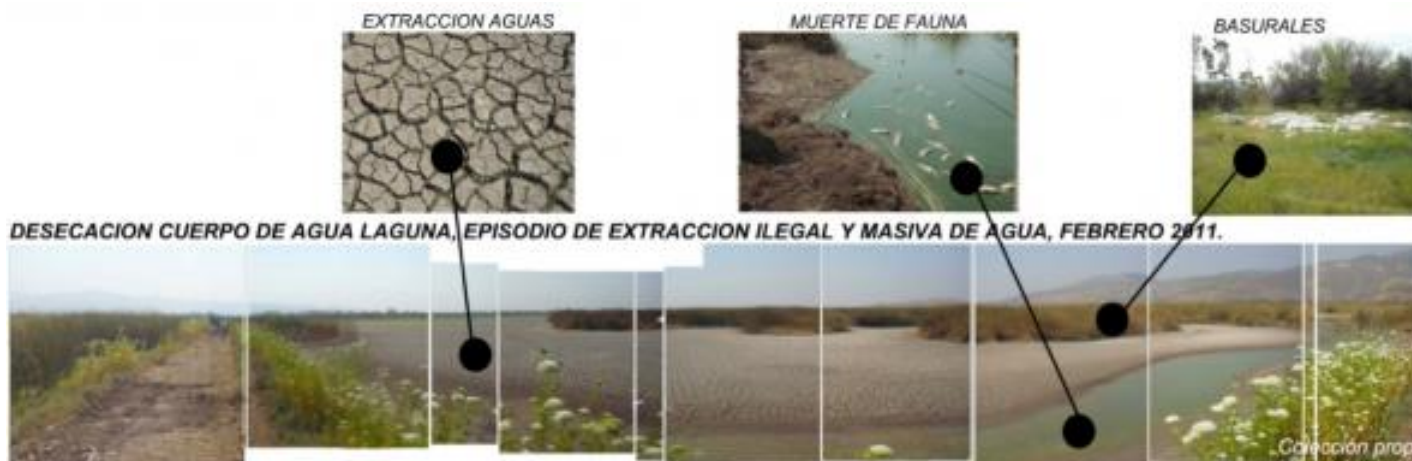 EXTRACCION AGUAS
MUERTE DE FAUNA
BASURALES
DESECACION CUERPO DE AGUA LAGUNA, EPISODIO DE EXTRACCION ILEGAL Y MASIVA DE AGUA, FEBRERO 2011.
Colección prop